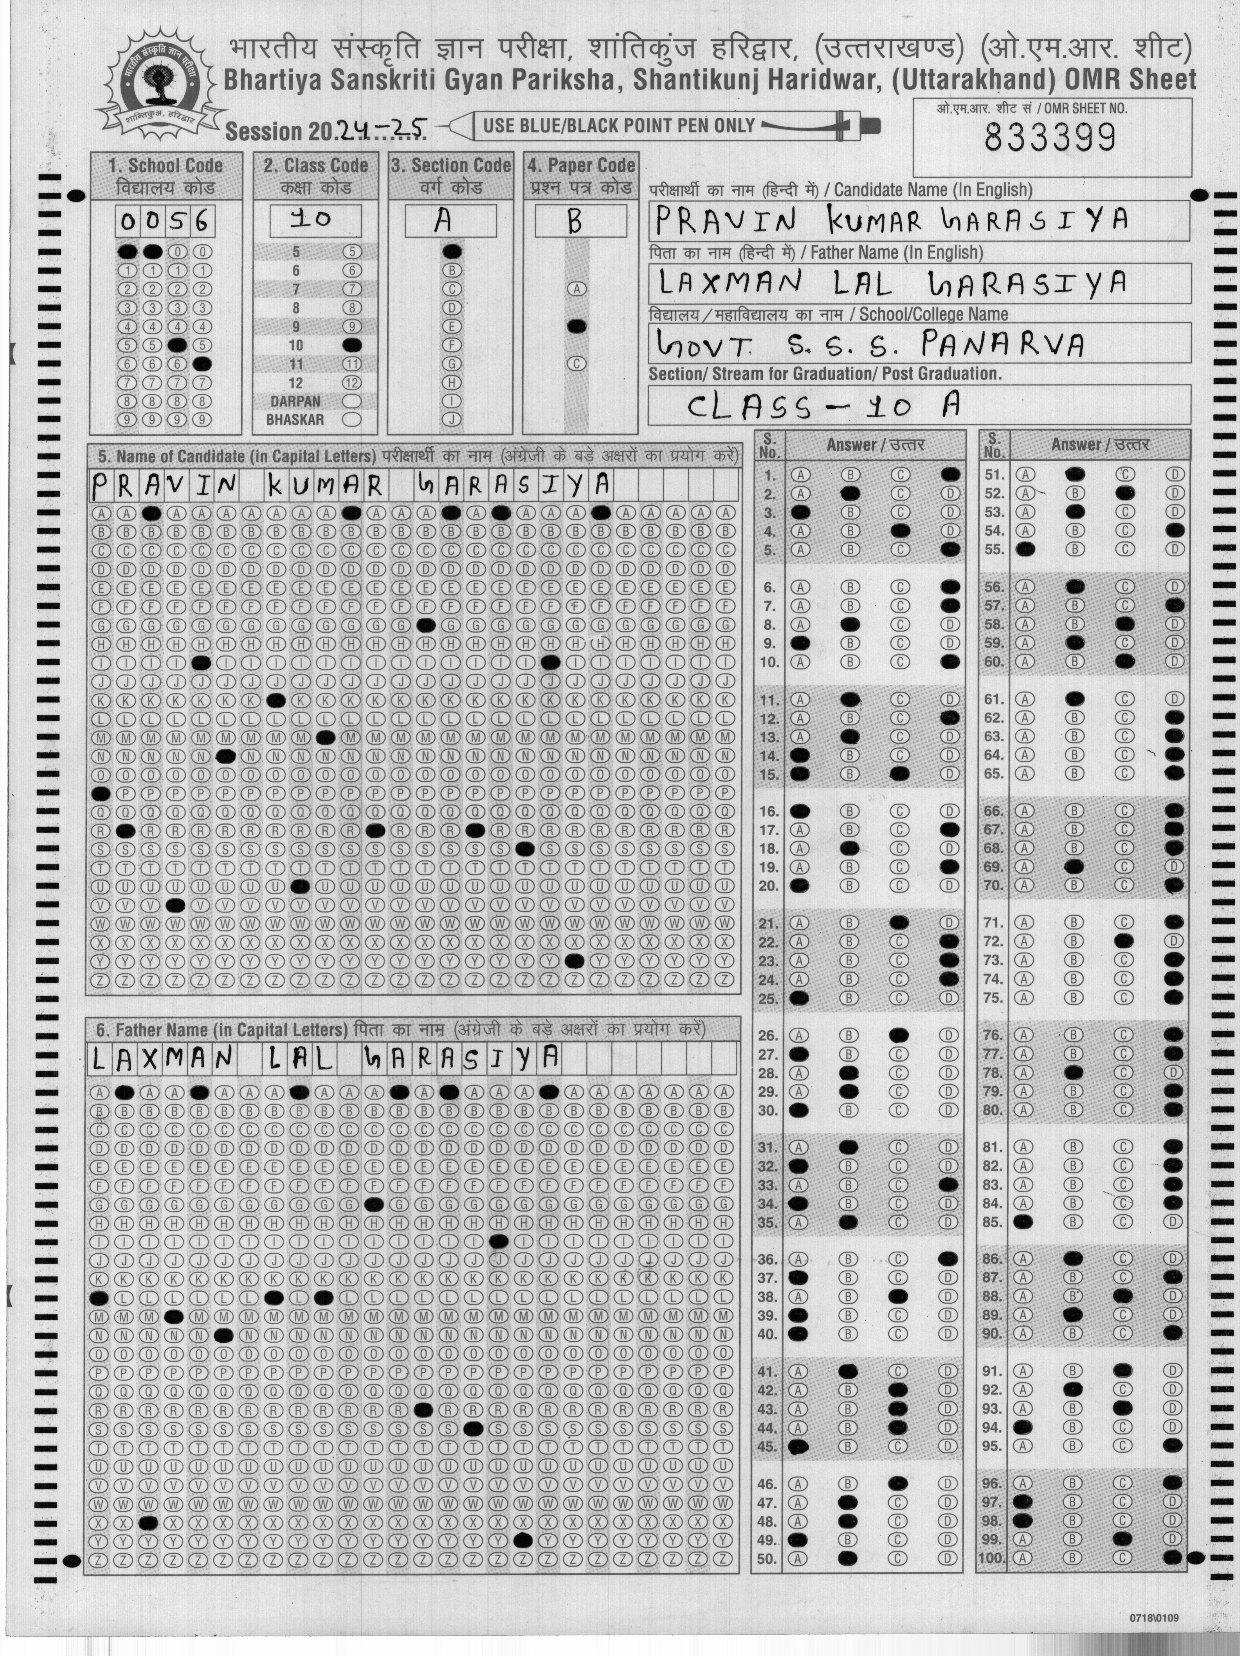 भारतीय संस्कृति ज्ञान परीक्षा, शांतिकुंज हरिद्वार, (उत्तराखण्ड) (ओ.एम.आर. शीट)
Bhartiya Sanskriti Gyan Pariksha, Shantikunj Haridwar, (Uttarakhand) OMR Sheet
Session 2024-25
USE BLUE/BLACK POINT PEN ONLY
ओ.एम.आर. शीट सं / OMR SHEET NO.
833399
1. School Code
विद्यालय कोड
0056
2. Class Code
कक्षा कोड
10
3. Section Code
वर्ग कोड
A
4. Paper Code
प्रश्न पत्र कोड
B
5
6
7
8
9
10
11
12
DARPAN
BHASKAR
परीक्षार्थी का नाम (हिन्दी में) / Candidate Name (In English)
PRAVIN KUMAR GARASIYA
पिता का नाम (हिन्दी में) / Father Name (In English)
LAXMAN LAL GARASIYA
विद्यालय/महाविद्यालय का नाम / School/College Name
GOVT. S. S. S. PANARVA
Section/ Stream for Graduation/ Post Graduation.
CLASS - 10 A
5. Name of Candidate (in Capital Letters) परीक्षार्थी का नाम (अंग्रेजी के बड़े अक्षरों का प्रयोग करें)
PRAVIN KUMAR GARASIYA
6. Father Name (in Capital Letters) पिता का नाम (अंग्रेजी के बड़े अक्षरों का प्रयोग करें)
LAXMAN LAL GARASIYA
S. No. Answer / उत्तर
S. No. Answer / उत्तर
0718\0109